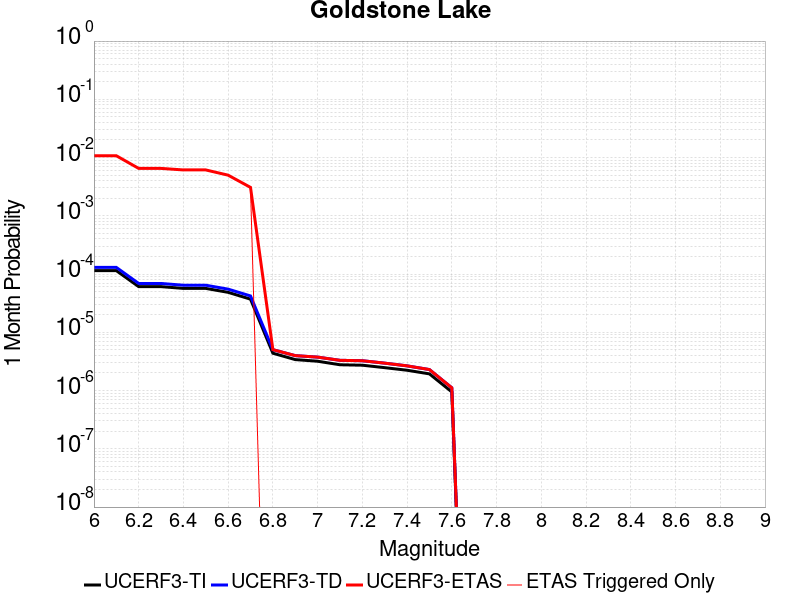 Goldstone Lake
1 Month Probability
10^0
10^-1
10^-2
10^-3
10^-4
10^-5
10^-6
10^-7
10^-8
6 6.2 6.4 6.6 6.8 7 7.2 7.4 7.6 7.8 8 8.2 8.4 8.6 8.8 9
Magnitude
UCERF3-TI UCERF3-TD UCERF3-ETAS ETAS Triggered Only